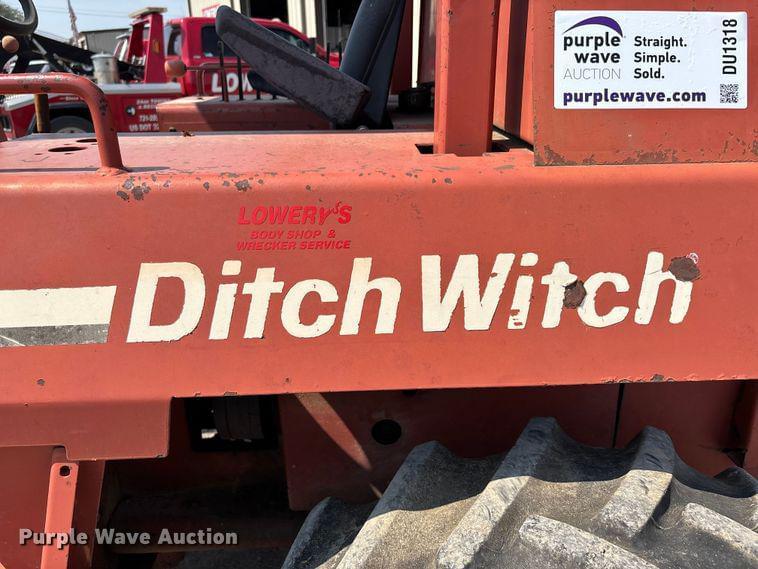 purple
wave
AUCTION
Straight.
Simple.
Sold.
purplewave.com
DU1318
LOWERY'S
BODY SHOP &
WRECKER SERVICE
Ditch Witch
Purple Wave Auction